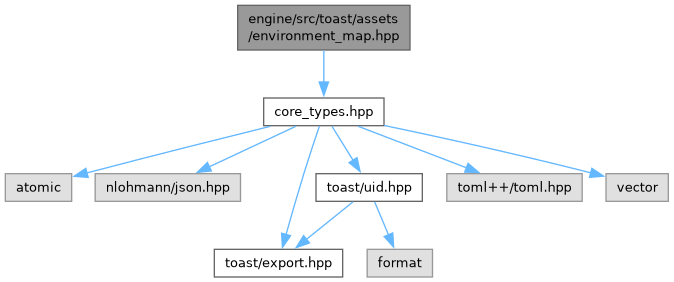 engine/src/toast/assets
/environment_map.hpp
core_types.hpp
atomic
nlohmann/json.hpp
toast/uid.hpp
toml++/toml.hpp
vector
toast/export.hpp
format